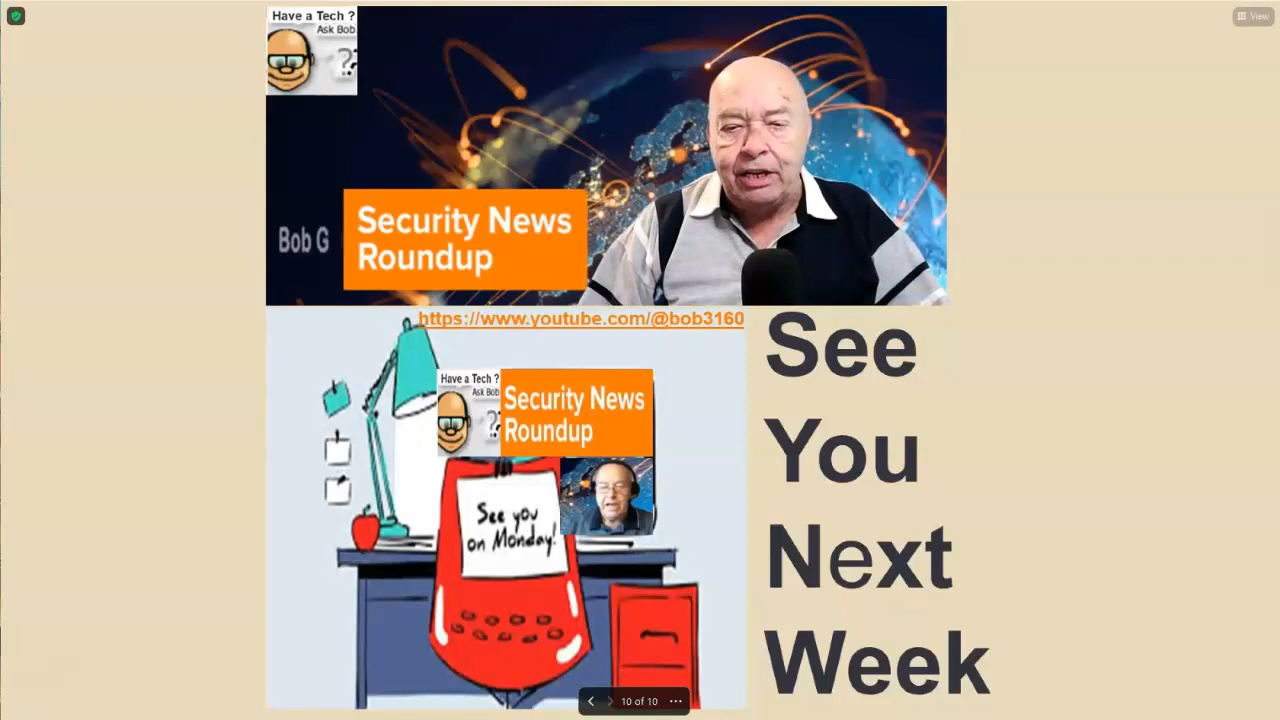 Have a Tech ?
Ask Bob.
??
View
Bob G
Security News
Roundup
https://www.youtube.com/@bob3160
Have a Tech ?
Ask Bob.
??
Security News
Roundup
See you
on Monday!
See
You
Next
Week
10 of 10